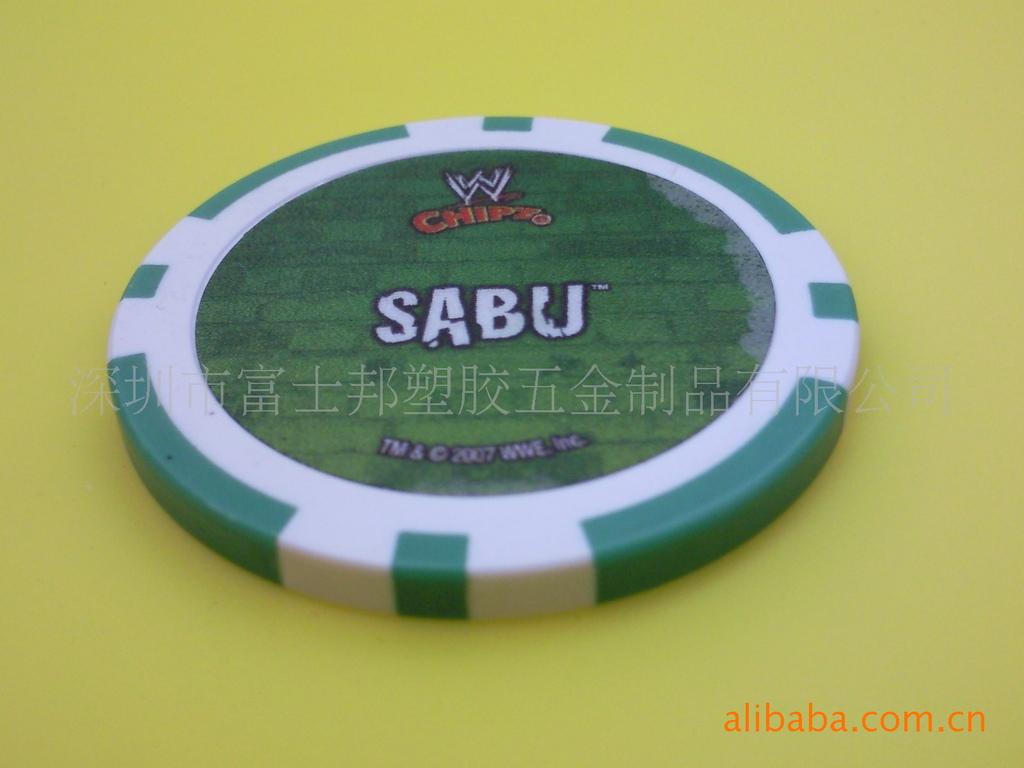 W
CHIPZ
SABU™
深圳市富士邦塑胶五金制品有限公司
TM & © 2007 WWE, Inc.
alibaba.com.cn